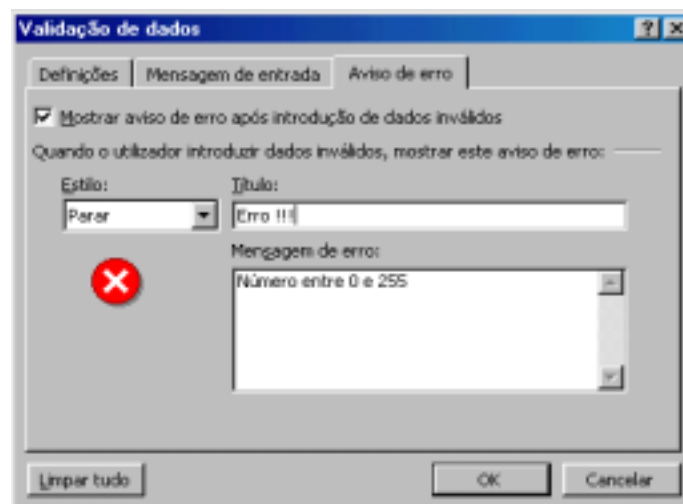 Validação de dados
Definições Mensagem de entrada Aviso de erro
Mostrar aviso de erro após introdução de dados inválidos
Quando o utilizador introduzir dados inválidos, mostrar este aviso de erro:
Estilo: Título:
Parar Erro !!!
Mensagem de erro:
Número entre 0 e 255
Limpar tudo OK Cancelar